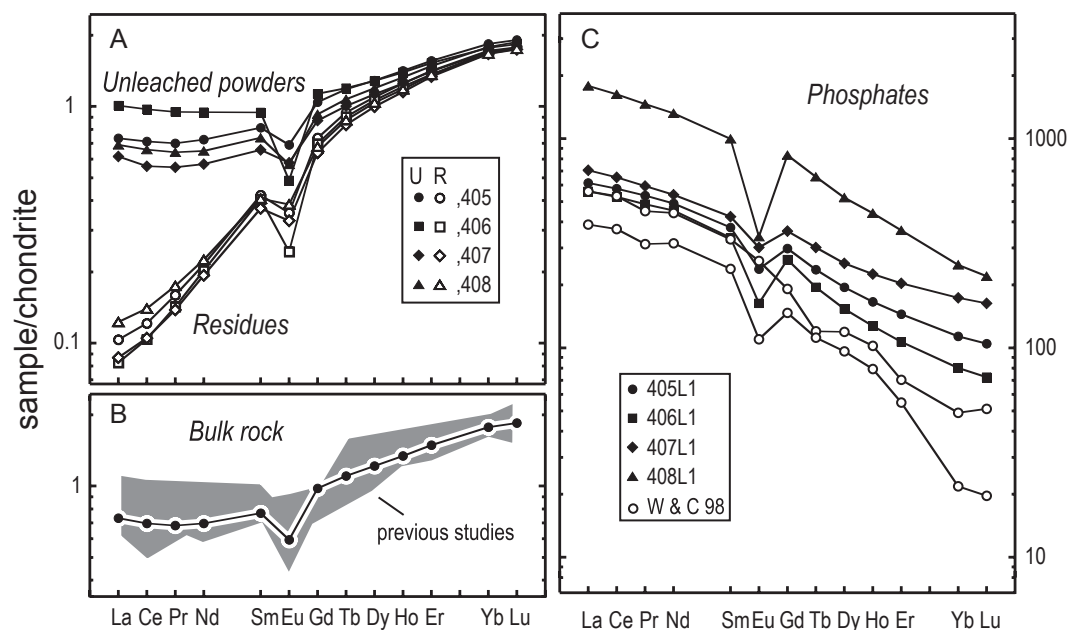 A
Unleached powders
1
U R
,405
,406
,407
,408
0.1
Residues
sample/chondrite
B
Bulk rock
1
previous studies
La Ce Pr Nd Sm Eu Gd Tb Dy Ho Er Yb Lu
C
Phosphates
1000
100
10
405L1
406L1
407L1
408L1
W & C 98
La Ce Pr Nd Sm Eu Gd Tb Dy Ho Er Yb Lu